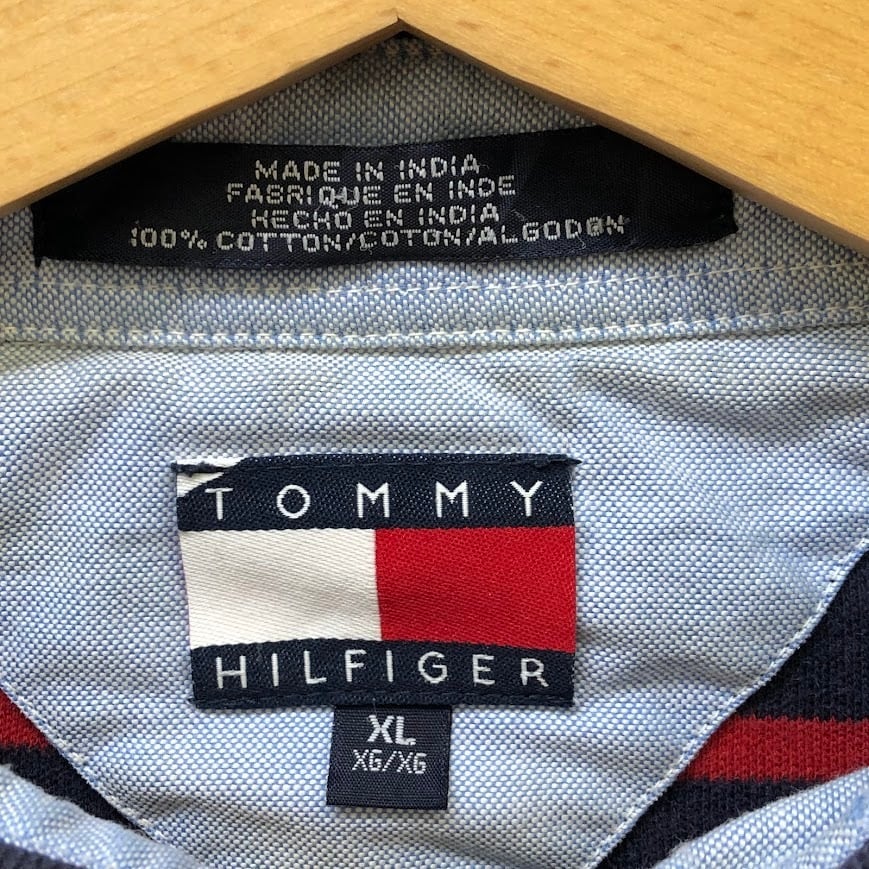 MADE IN INDIA
FABRIQUE EN INDE
HECHO EN INDIA
100% COTTON/COTON/ALGODON
TOMMY
HILFIGER
XL
XG/XG